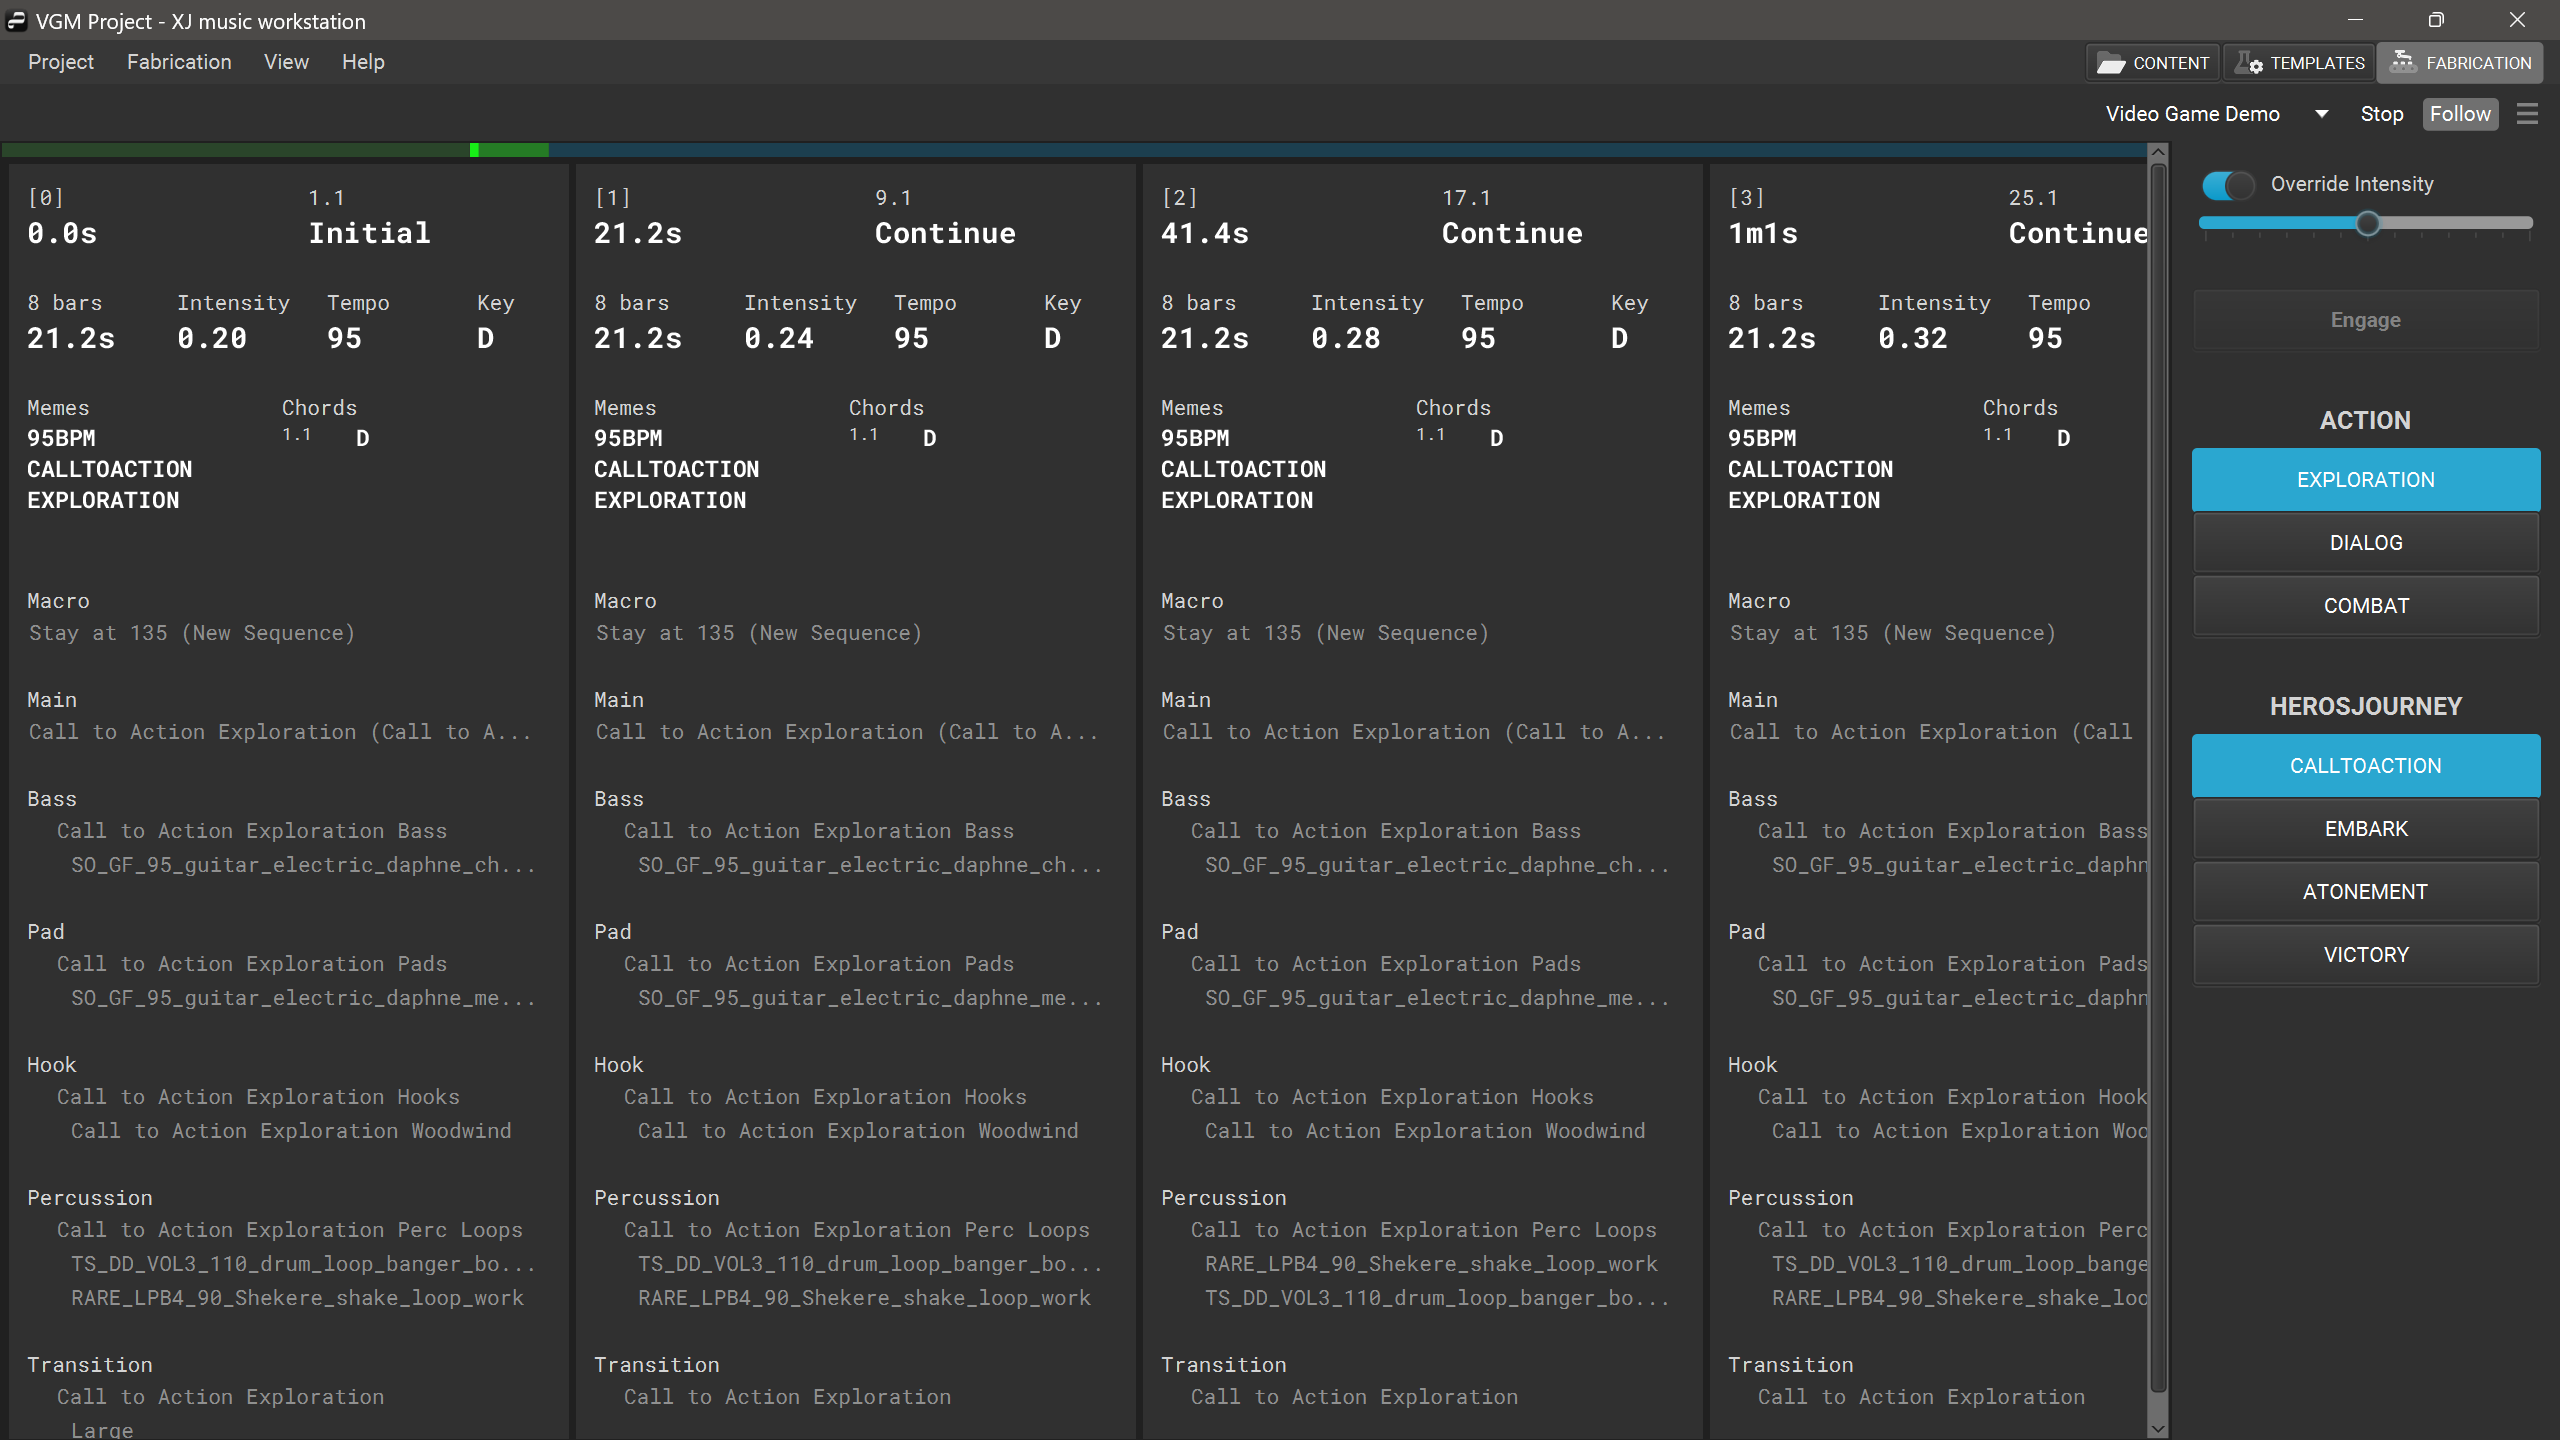 VGM Project - XJ music workstation
Project Fabrication View Help CONTENT TEMPLATES FABRICATION
Video Game Demo Stop Follow
[0] 1.1
0.0s Initial
8 bars Intensity Tempo Key
21.2s 0.20 95 D
Memes Chords
95BPM 1.1 D
CALLTOACTION
EXPLORATION
Macro
Stay at 135 (New Sequence)
Main
Call to Action Exploration (Call to A...
Bass
Call to Action Exploration Bass
SO_GF_95_guitar_electric_daphne_ch...
Pad
Call to Action Exploration Pads
SO_GF_95_guitar_electric_daphne_me...
Hook
Call to Action Exploration Hooks
Call to Action Exploration Woodwind
Percussion
Call to Action Exploration Perc Loops
TS_DD_VOL3_110_drum_loop_banger_bo...
RARE_LPB4_90_Shekere_shake_loop_work
Transition
Call to Action Exploration
Large
[1] 9.1
21.2s Continue
8 bars Intensity Tempo Key
21.2s 0.24 95 D
Memes Chords
95BPM 1.1 D
CALLTOACTION
EXPLORATION
Macro
Stay at 135 (New Sequence)
Main
Call to Action Exploration (Call to A...
Bass
Call to Action Exploration Bass
SO_GF_95_guitar_electric_daphne_ch...
Pad
Call to Action Exploration Pads
SO_GF_95_guitar_electric_daphne_me...
Hook
Call to Action Exploration Hooks
Call to Action Exploration Woodwind
Percussion
Call to Action Exploration Perc Loops
TS_DD_VOL3_110_drum_loop_banger_bo...
RARE_LPB4_90_Shekere_shake_loop_work
Transition
Call to Action Exploration
[2] 17.1
41.4s Continue
8 bars Intensity Tempo Key
21.2s 0.28 95 D
Memes Chords
95BPM 1.1 D
CALLTOACTION
EXPLORATION
Macro
Stay at 135 (New Sequence)
Main
Call to Action Exploration (Call to A...
Bass
Call to Action Exploration Bass
SO_GF_95_guitar_electric_daphne_ch...
Pad
Call to Action Exploration Pads
SO_GF_95_guitar_electric_daphne_me...
Hook
Call to Action Exploration Hooks
Call to Action Exploration Woodwind
Percussion
Call to Action Exploration Perc Loops
RARE_LPB4_90_Shekere_shake_loop_work
TS_DD_VOL3_110_drum_loop_banger_bo...
Transition
Call to Action Exploration
[3] 25.1
1m1s Continue
8 bars Intensity Tempo
21.2s 0.32 95
Memes Chords
95BPM 1.1 D
CALLTOACTION
EXPLORATION
Macro
Stay at 135 (New Sequence)
Main
Call to Action Exploration (Call
Bass
Call to Action Exploration Bass
SO_GF_95_guitar_electric_daphn
Pad
Call to Action Exploration Pads
SO_GF_95_guitar_electric_daphn
Hook
Call to Action Exploration Hook
Call to Action Exploration Woo
Percussion
Call to Action Exploration Perc
TS_DD_VOL3_110_drum_loop_bange
RARE_LPB4_90_Shekere_shake_loo
Transition
Call to Action Exploration
Override Intensity
Engage
ACTION
EXPLORATION
DIALOG
COMBAT
HEROSJOURNEY
CALLTOACTION
EMBARK
ATONEMENT
VICTORY